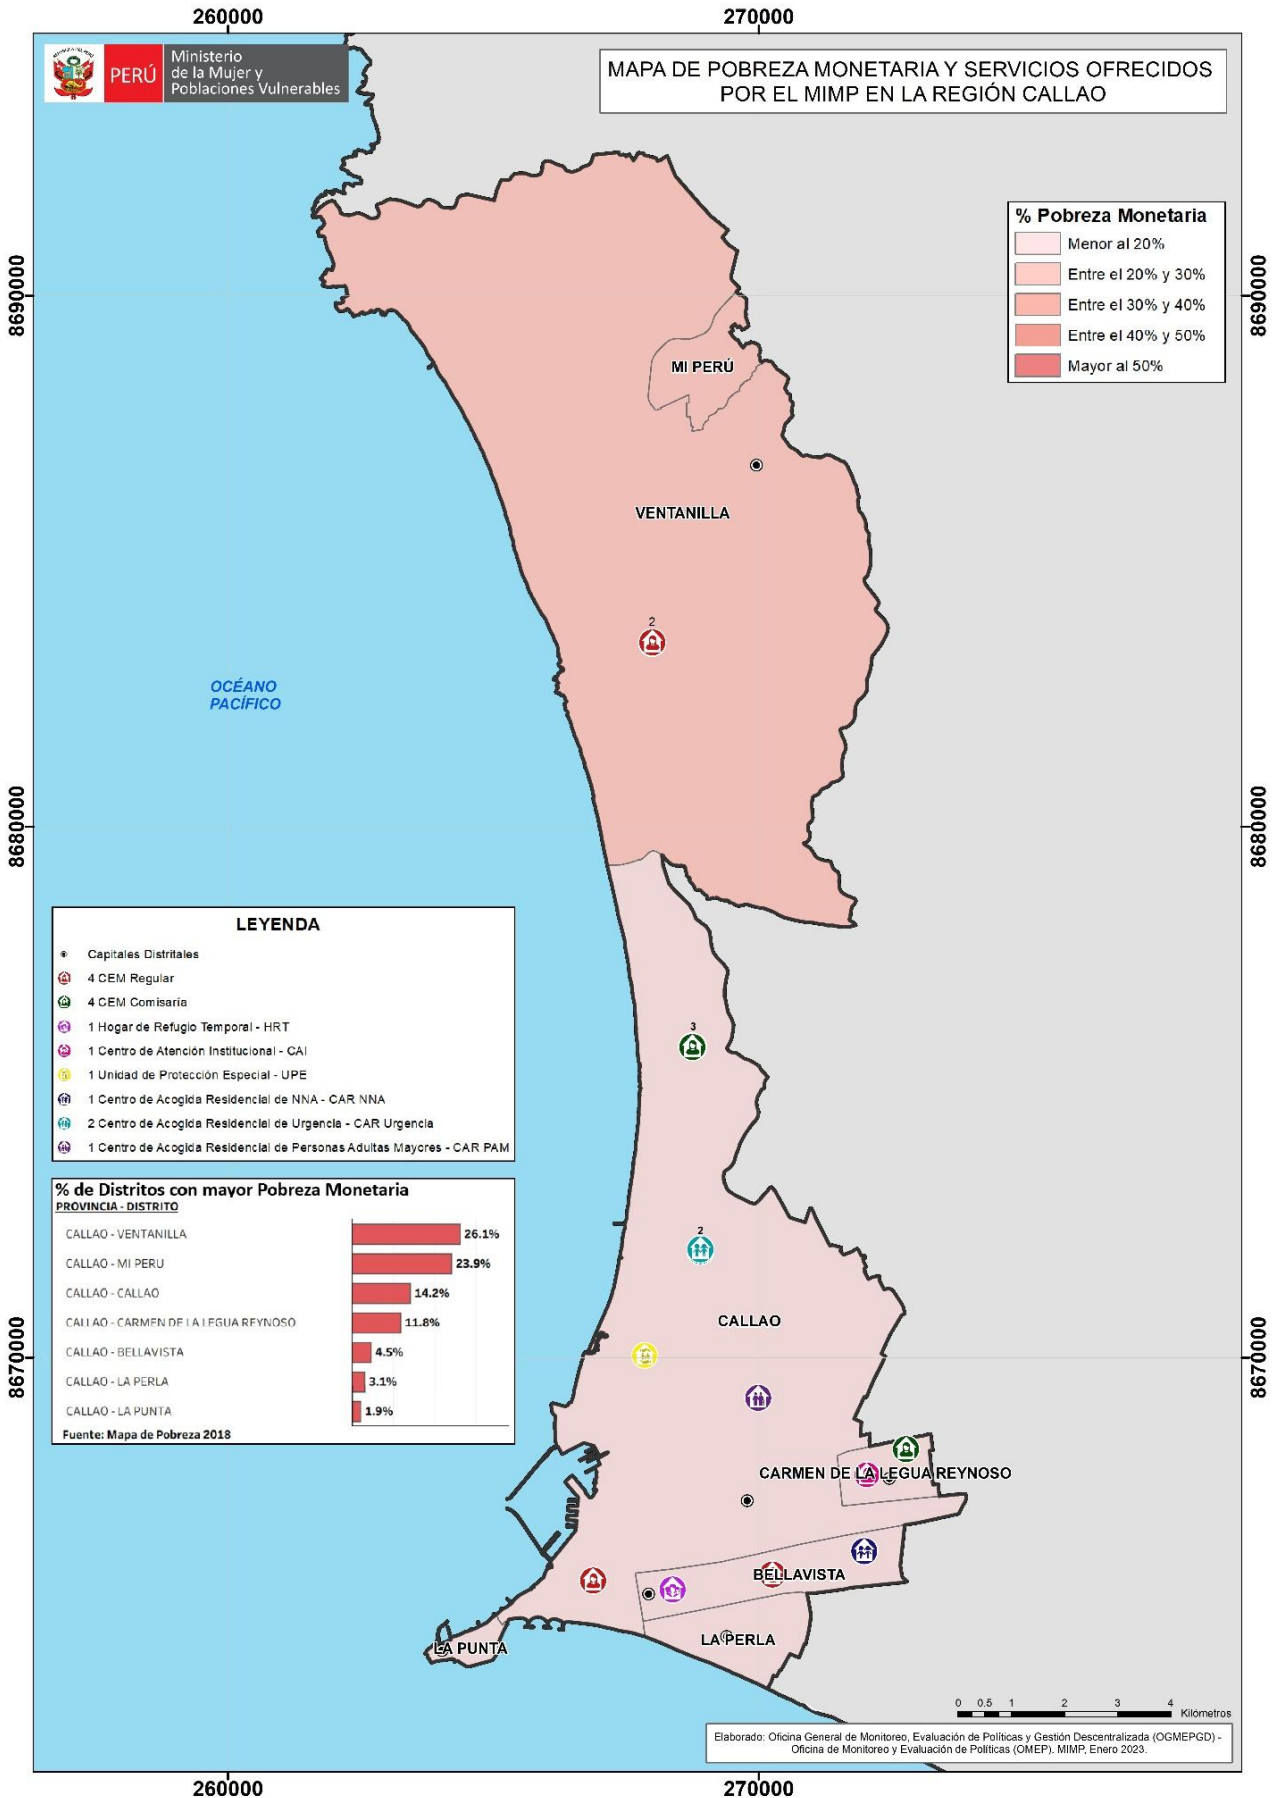 260000
270000
PERÚ
Ministerio
de la Mujer y
Poblaciones Vulnerables
MAPA DE POBREZA MONETARIA Y SERVICIOS OFRECIDOS
POR EL MIMP EN LA REGIÓN CALLAO
% Pobreza Monetaria
Menor al 20%
Entre el 20% y 30%
Entre el 30% y 40%
Entre el 40% y 50%
Mayor al 50%
8690000
8690000
MI PERÚ
VENTANILLA
2
OCÉANO
PACÍFICO
8680000
8680000
LEYENDA
Capitales Distritales
4 CEM Regular
4 CEM Comisaría
1 Hogar de Refugio Temporal - HRT
1 Centro de Atención Institucional - CAI
1 Unidad de Protección Especial - UPE
1 Centro de Acogida Residencial de NNA - CAR NNA
2 Centro de Acogida Residencial de Urgencia - CAR Urgencia
1 Centro de Acogida Residencial de Personas Adultas Mayores - CAR PAM
3
% de Distritos con mayor Pobreza Monetaria
PROVINCIA - DISTRITO
CALLAO - VENTANILLA 26.1%
CALLAO - MI PERU 23.9%
CALLAO - CALLAO 14.2%
CALLAO - CARMEN DE LA LEGUA REYNOSO 11.8%
CALLAO - BELLAVISTA 4.5%
CALLAO - LA PERLA 3.1%
CALLAO - LA PUNTA 1.9%
Fuente: Mapa de Pobreza 2018
2
CALLAO
8670000
8670000
CARMEN DE LA LEGUA REYNOSO
BELLAVISTA
LA PERLA
LA PUNTA
0 0.5 1 2 3 4
Kilómetros
Elaborado: Oficina General de Monitoreo, Evaluación de Políticas y Gestión Descentralizada (OGMEPGD) -
Oficina de Monitoreo y Evaluación de Políticas (OMEP). MIMP, Enero 2023.
260000
270000